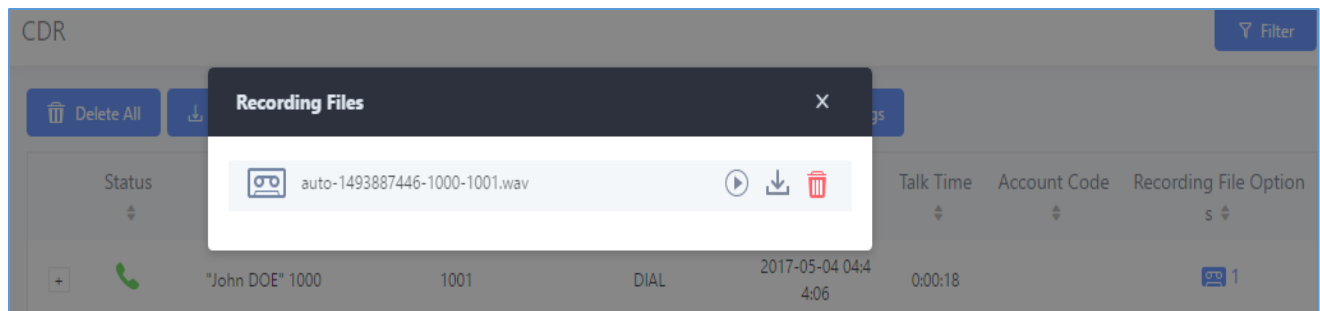 CDR
Filter
Recording Files X
Delete All gs
auto-1493887446-1000-1001.wav
Status Talk Time Account Code Recording File Option
s
+ "John DOE" 1000 1001 DIAL 2017-05-04 04:4 0:00:18 1
4:06